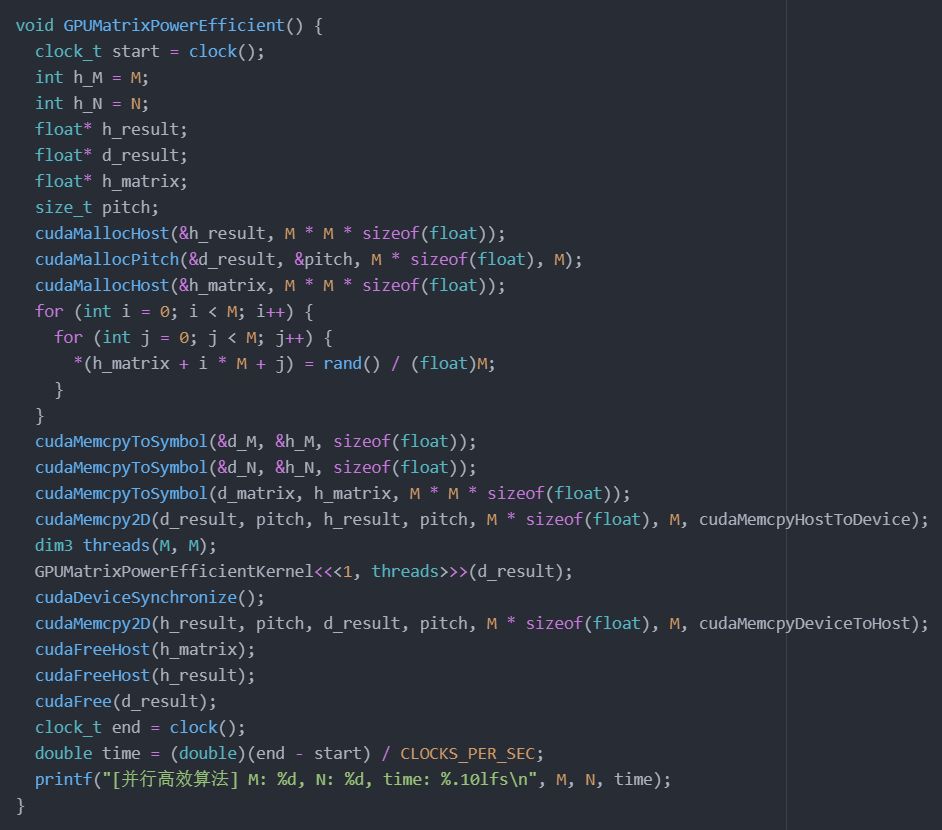 void GPUMatrixPowerEfficient() {
  clock_t start = clock();
  int h_M = M;
  int h_N = N;
  float* h_result;
  float* d_result;
  float* h_matrix;
  size_t pitch;
  cudaMallocHost(&h_result, M * M * sizeof(float));
  cudaMallocPitch(&d_result, &pitch, M * sizeof(float), M);
  cudaMallocHost(&h_matrix, M * M * sizeof(float));
  for (int i = 0; i < M; i++) {
    for (int j = 0; j < M; j++) {
      *(h_matrix + i * M + j) = rand() / (float)M;
    }
  }
  cudaMemcpyToSymbol(&d_M, &h_M, sizeof(float));
  cudaMemcpyToSymbol(&d_N, &h_N, sizeof(float));
  cudaMemcpyToSymbol(d_matrix, h_matrix, M * M * sizeof(float));
  cudaMemcpy2D(d_result, pitch, h_result, pitch, M * sizeof(float), M, cudaMemcpyHostToDevice);
  dim3 threads(M, M);
  GPUMatrixPowerEfficientKernel<<<1, threads>>>(d_result);
  cudaDeviceSynchronize();
  cudaMemcpy2D(h_result, pitch, d_result, pitch, M * sizeof(float), M, cudaMemcpyDeviceToHost);
  cudaFreeHost(h_matrix);
  cudaFreeHost(h_result);
  cudaFree(d_result);
  clock_t end = clock();
  double time = (double)(end - start) / CLOCKS_PER_SEC;
  printf("[并行高效算法] M: %d, N: %d, time: %.10lfs\n", M, N, time);
}